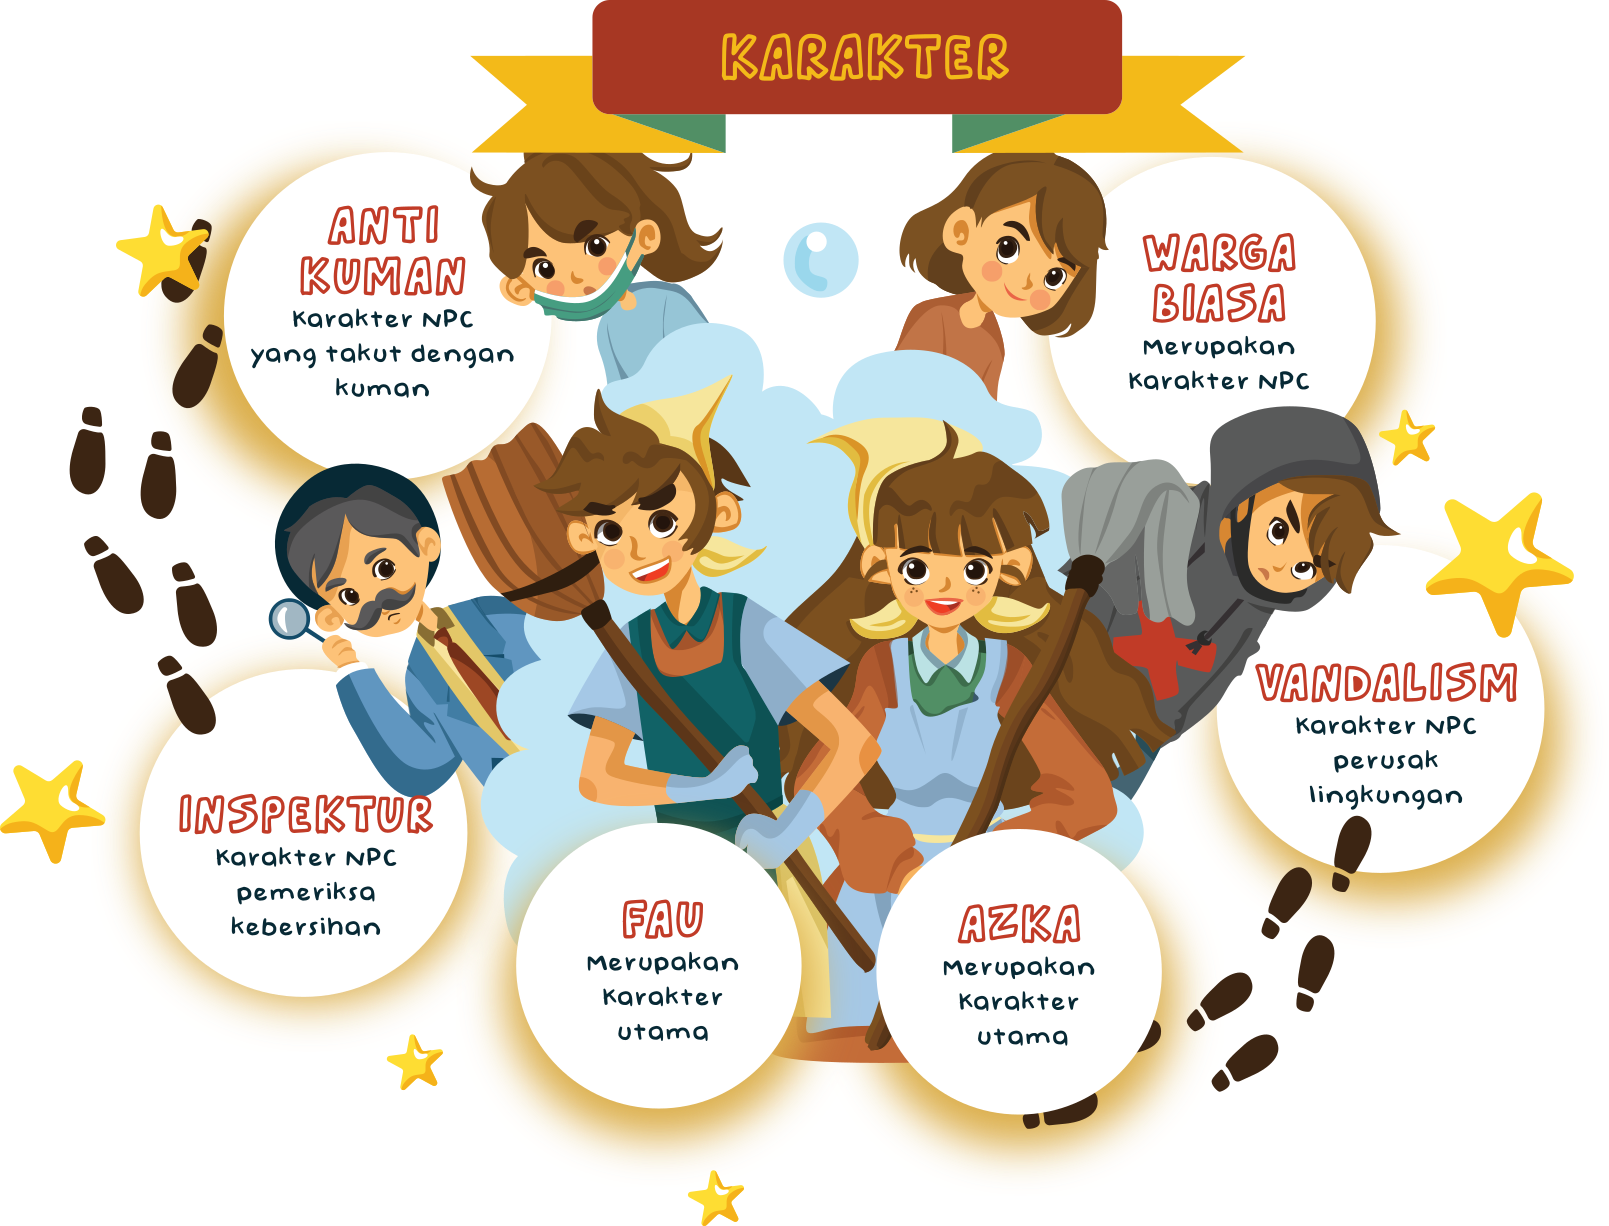 KARAKTER
ANTI
KUMAN
Karakter NPC
yang takut dengan
kuman
WARGA
BIASA
Merupakan
Karakter NPC
INSPEKTUR
Karakter NPC
pemeriksa
kebersihan
VANDALISM
Karakter NPC
perusak
lingkungan
FAU
Merupakan
Karakter
utama
AZKA
Merupakan
Karakter
utama